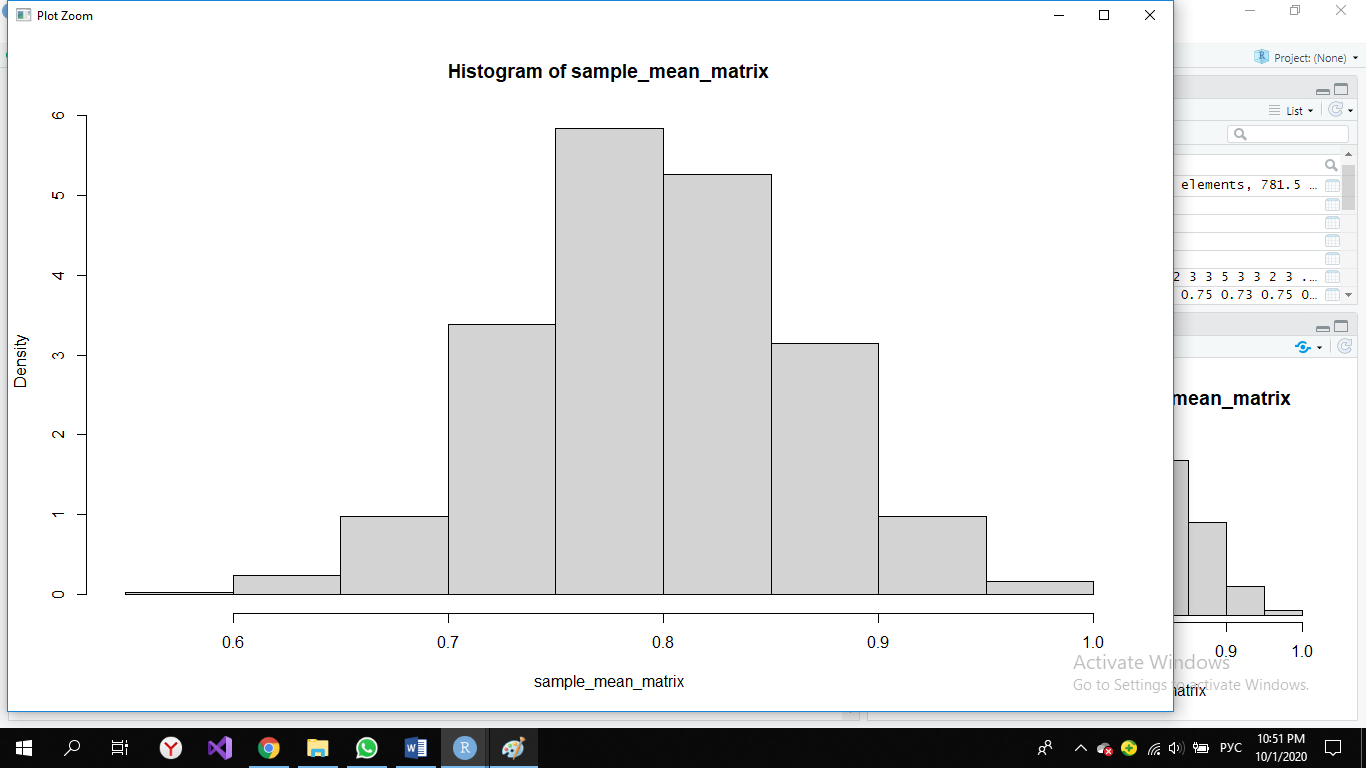 Plot Zoom
Histogram of sample_mean_matrix
Density
0 1 2 3 4 5 6
0.6 0.7 0.8 0.9 1.0
sample_mean_matrix
Project: (None)
List
elements, 781.5 …
2 3 3 5 3 3 2 3 ...
0.75 0.73 0.75 0…
mean_matrix
0.9 1.0
matrix
Activate Windows
Go to Settings to activate Windows.
РУС
10:51 PM
10/1/2020